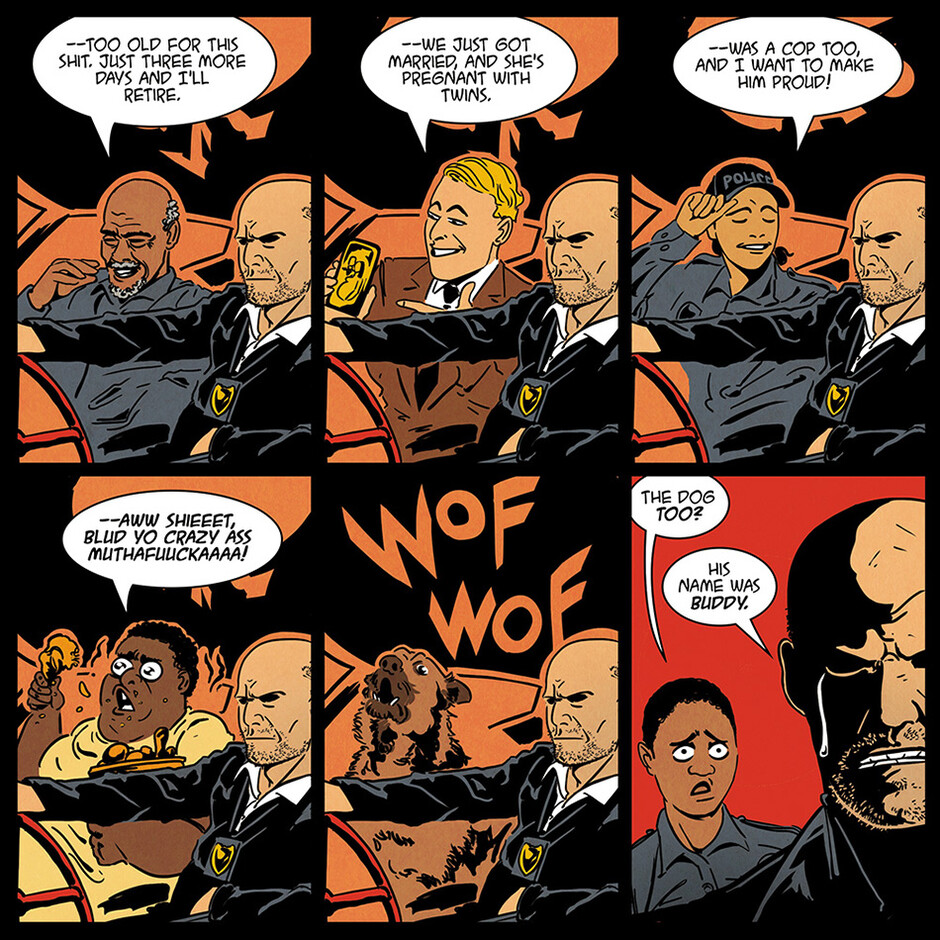 --TOO OLD FOR THIS
SHIT. JUST THREE MORE
DAYS AND I'LL
RETIRE.
--WE JUST GOT
MARRIED, AND SHE'S
PREGNANT WITH
TWINS.
--WAS A COP TOO,
AND I WANT TO MAKE
HIM PROUD!
POLICE
--AWW SHIEEET,
BLUD YO CRAZY ASS
MUTHAFUUCKAAAA!
WOF
WOF
THE DOG
TOO?
HIS
NAME WAS
BUDDY.